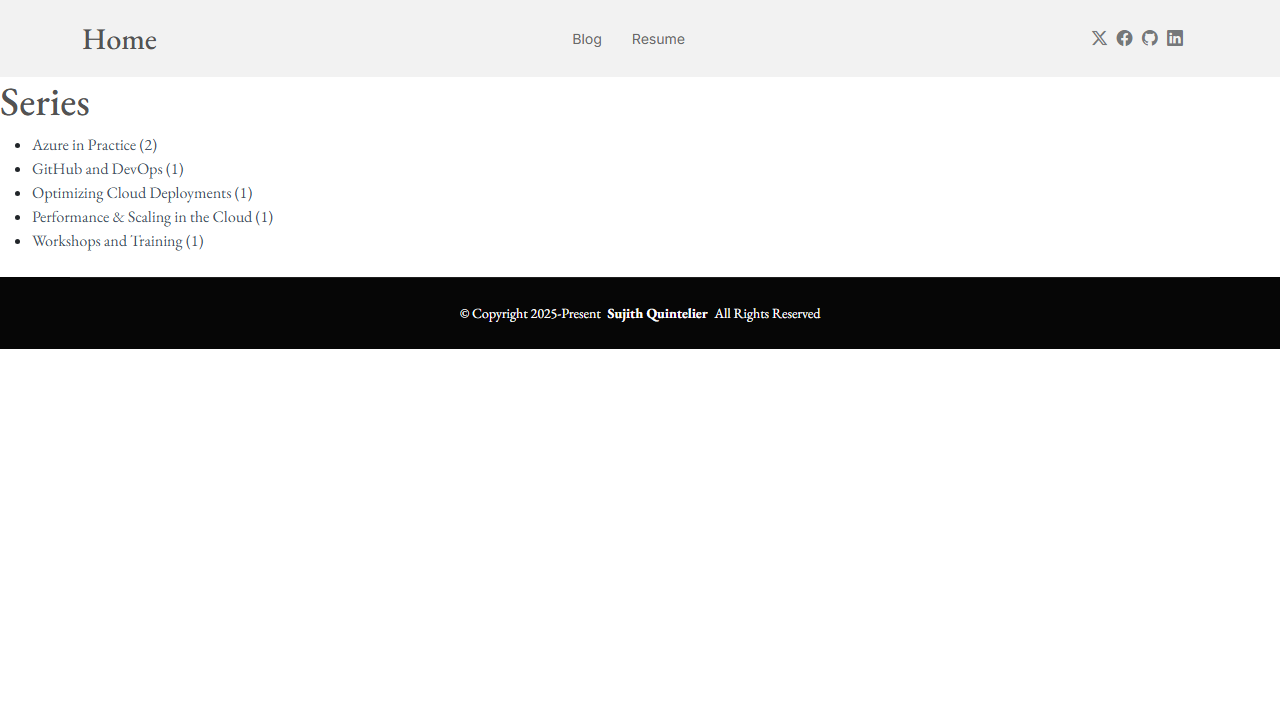 Home
Blog
Resume
Series
Azure in Practice (2)
GitHub and DevOps (1)
Optimizing Cloud Deployments (1)
Performance & Scaling in the Cloud (1)
Workshops and Training (1)
© Copyright 2025-Present Sujith Quintelier All Rights Reserved